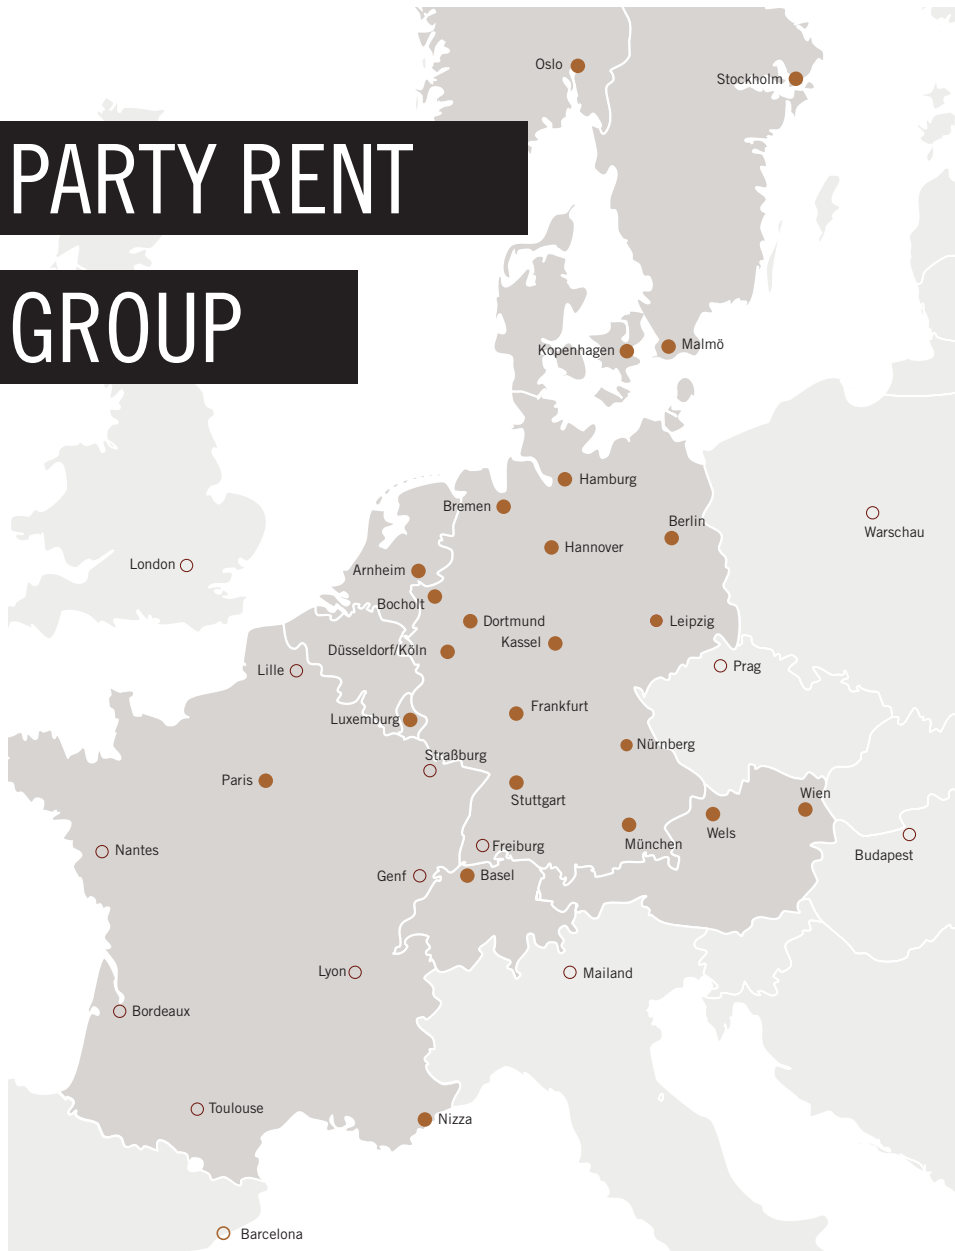 Oslo
Stockholm
PARTY RENT
GROUP
Kopenhagen
Malmö
Hamburg
Bremen
Berlin
Warschau
Hannover
London
Arnheim
Bocholt
Dortmund
Leipzig
Kassel
Düsseldorf/Köln
Prag
Lille
Frankfurt
Luxemburg
Nürnberg
Straßburg
Paris
Stuttgart
Wien
Wels
München
Nantes
Freiburg
Budapest
Genf
Basel
Lyon
Mailand
Bordeaux
Toulouse
Nizza
Barcelona